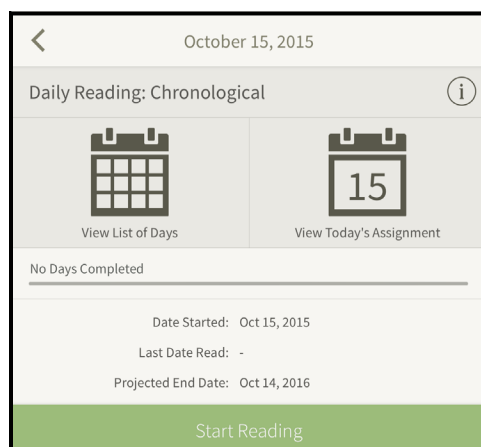 October 15, 2015
Daily Reading: Chronological
i
15
View List of Days
View Today's Assignment
No Days Completed
Date Started: Oct 15, 2015
Last Date Read: -
Projected End Date: Oct 14, 2016
Start Reading